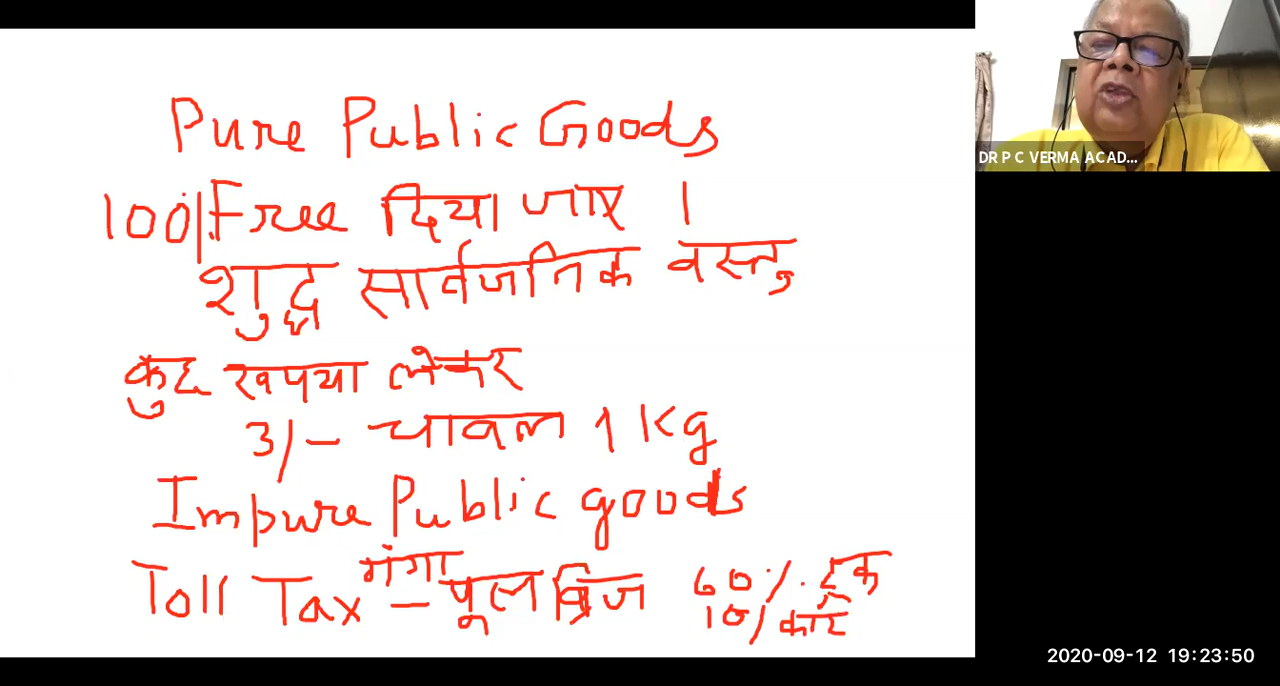 Pure Public Goods
100% Free दिया जाए ।
शुद्ध सार्वजनिक वस्तु
कुछ रुपया लेकर
3/- चावल 1 Kg
Impure Public goods
Toll Tax गंगा - पूल ब्रिज 60% ट्रक
10% कार
DR P C VERMA ACAD...
2020-09-12 19:23:50